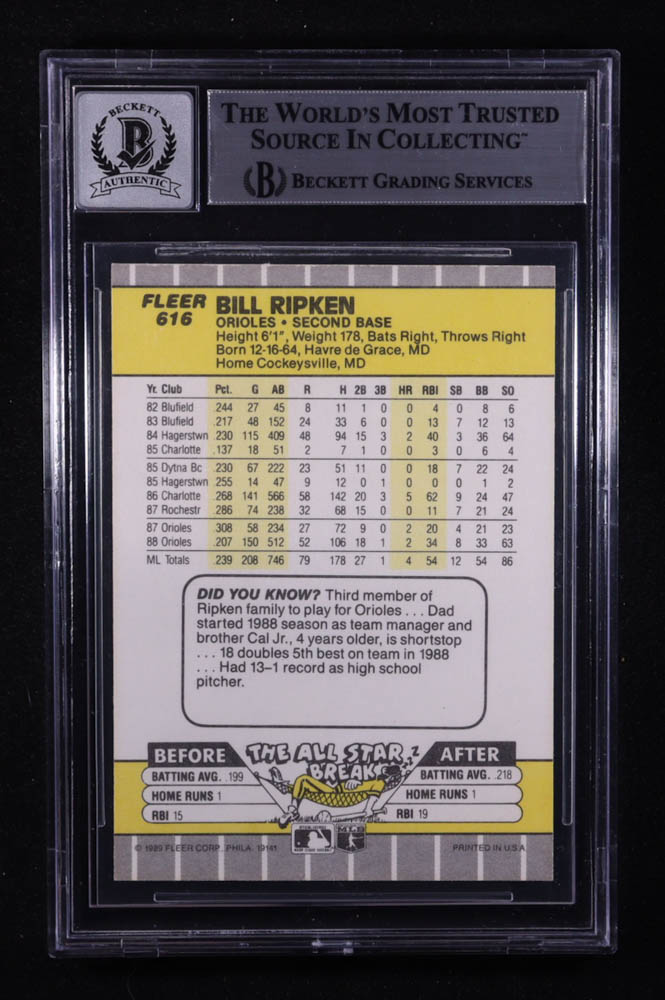 BECKETT
B
AUTHENTIC
THE WORLD'S MOST TRUSTED
SOURCE IN COLLECTING™
B BECKETT GRADING SERVICES
FLEER
616
BILL RIPKEN
ORIOLES • SECOND BASE
Height 6'1", Weight 178, Bats Right, Throws Right
Born 12-16-64, Havre de Grace, MD
Home Cockeysville, MD
Yr. Club Pct. G AB R H 2B 3B HR RBI SB BB SO
82 Blufield .244 27 45 8 11 1 0 0 4 0 8 6
83 Blufield .217 48 152 24 33 6 0 0 13 7 12 13
84 Hagerstwn .230 115 409 48 94 15 3 2 40 3 36 64
85 Charlotte .137 18 51 2 7 1 0 0 3 0 6 4
85 Dytna Bc .230 67 222 23 51 11 0 0 18 7 22 24
85 Hagerstwn .255 14 47 9 12 0 1 0 0 0 1 2
86 Charlotte .268 141 566 58 142 20 3 5 62 9 24 47
87 Rochestr .286 74 238 32 68 15 0 0 11 7 21 24
87 Orioles .308 58 234 27 72 9 0 2 20 4 21 23
88 Orioles .207 150 512 52 106 18 1 2 34 8 33 63
ML Totals .239 208 746 79 178 27 1 4 54 12 54 86
DID YOU KNOW? Third member of
Ripken family to play for Orioles . . . Dad
started 1988 season as team manager and
brother Cal Jr., 4 years older, is shortstop
. . . 18 doubles 5th best on team in 1988
. . . Had 13–1 record as high school
pitcher.
BEFORE THE ALL STAR BREAK AFTER
BATTING AVG. .199 BATTING AVG. .218
HOME RUNS 1 HOME RUNS 1
RBI 15 RBI 19
© 1989 FLEER CORP., PHILA. 19141 MLB PRINTED IN U.S.A.